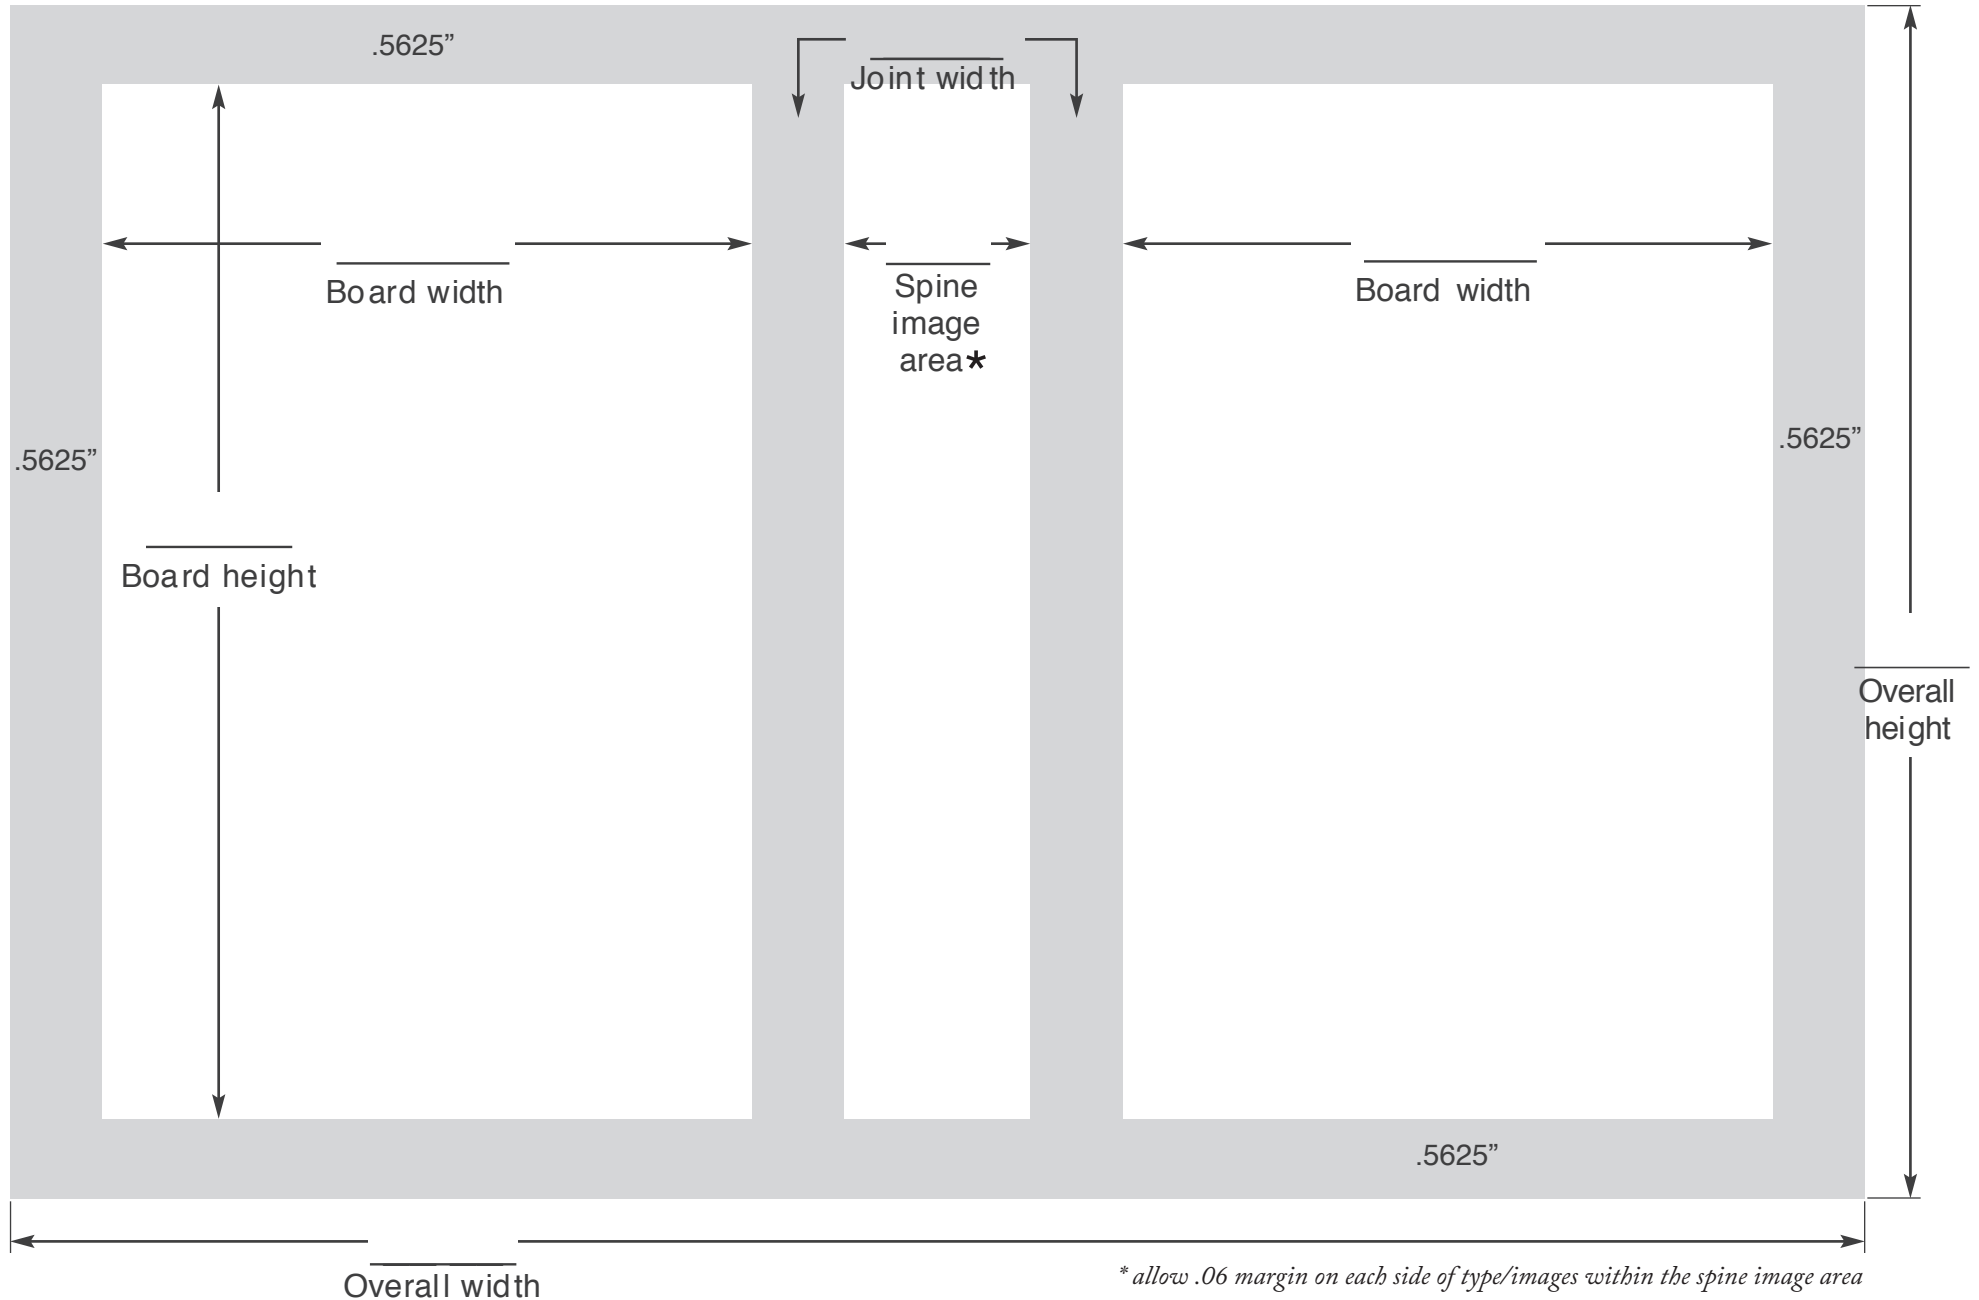 .5625”
Joint width
Board width
Spine
image
area*
Board width
.5625”
.5625”
Board height
Overall
height
.5625”
Overall width
* allow .06 margin on each side of type/images within the spine image area